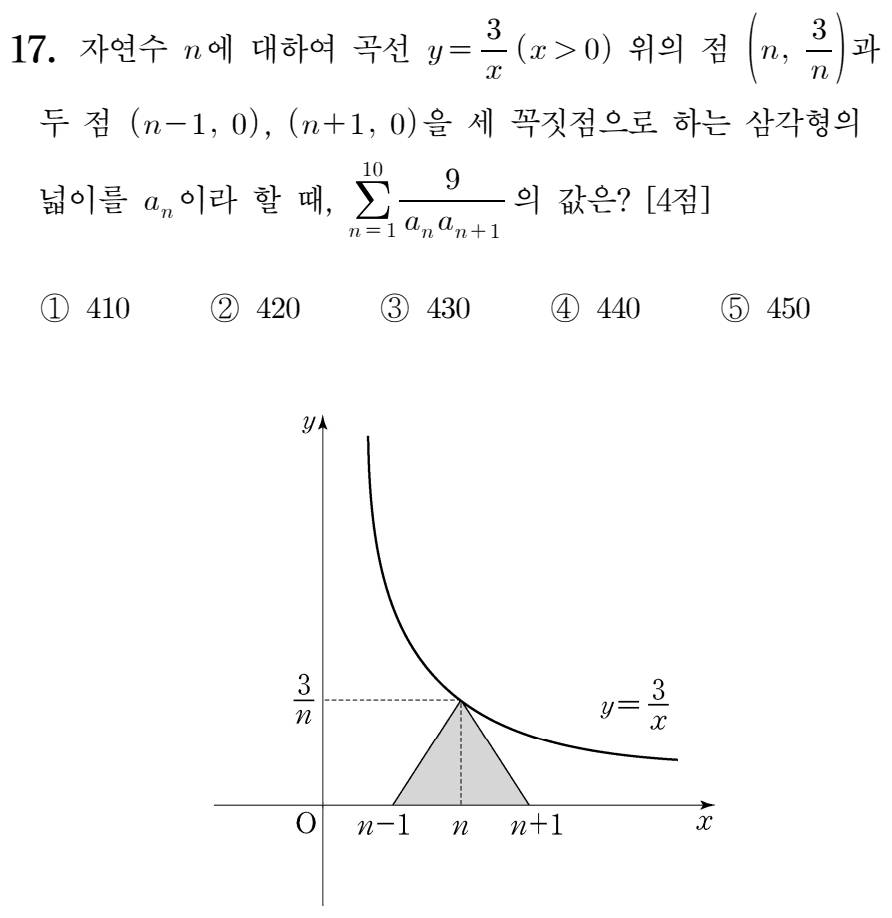 17. 자연수 n에 대하여 곡선 y=3/x (x>0) 위의 점 (n, 3/n)과
두 점 (n-1, 0), (n+1, 0)을 세 꼭짓점으로 하는 삼각형의
넓이를 aₙ이라 할 때, ∑_{n=1}^{10} 9/(aₙaₙ₊₁) 의 값은? [4점]
① 410 ② 420 ③ 430 ④ 440 ⑤ 450
y
3/n
y=3/x
O n-1 n n+1 x